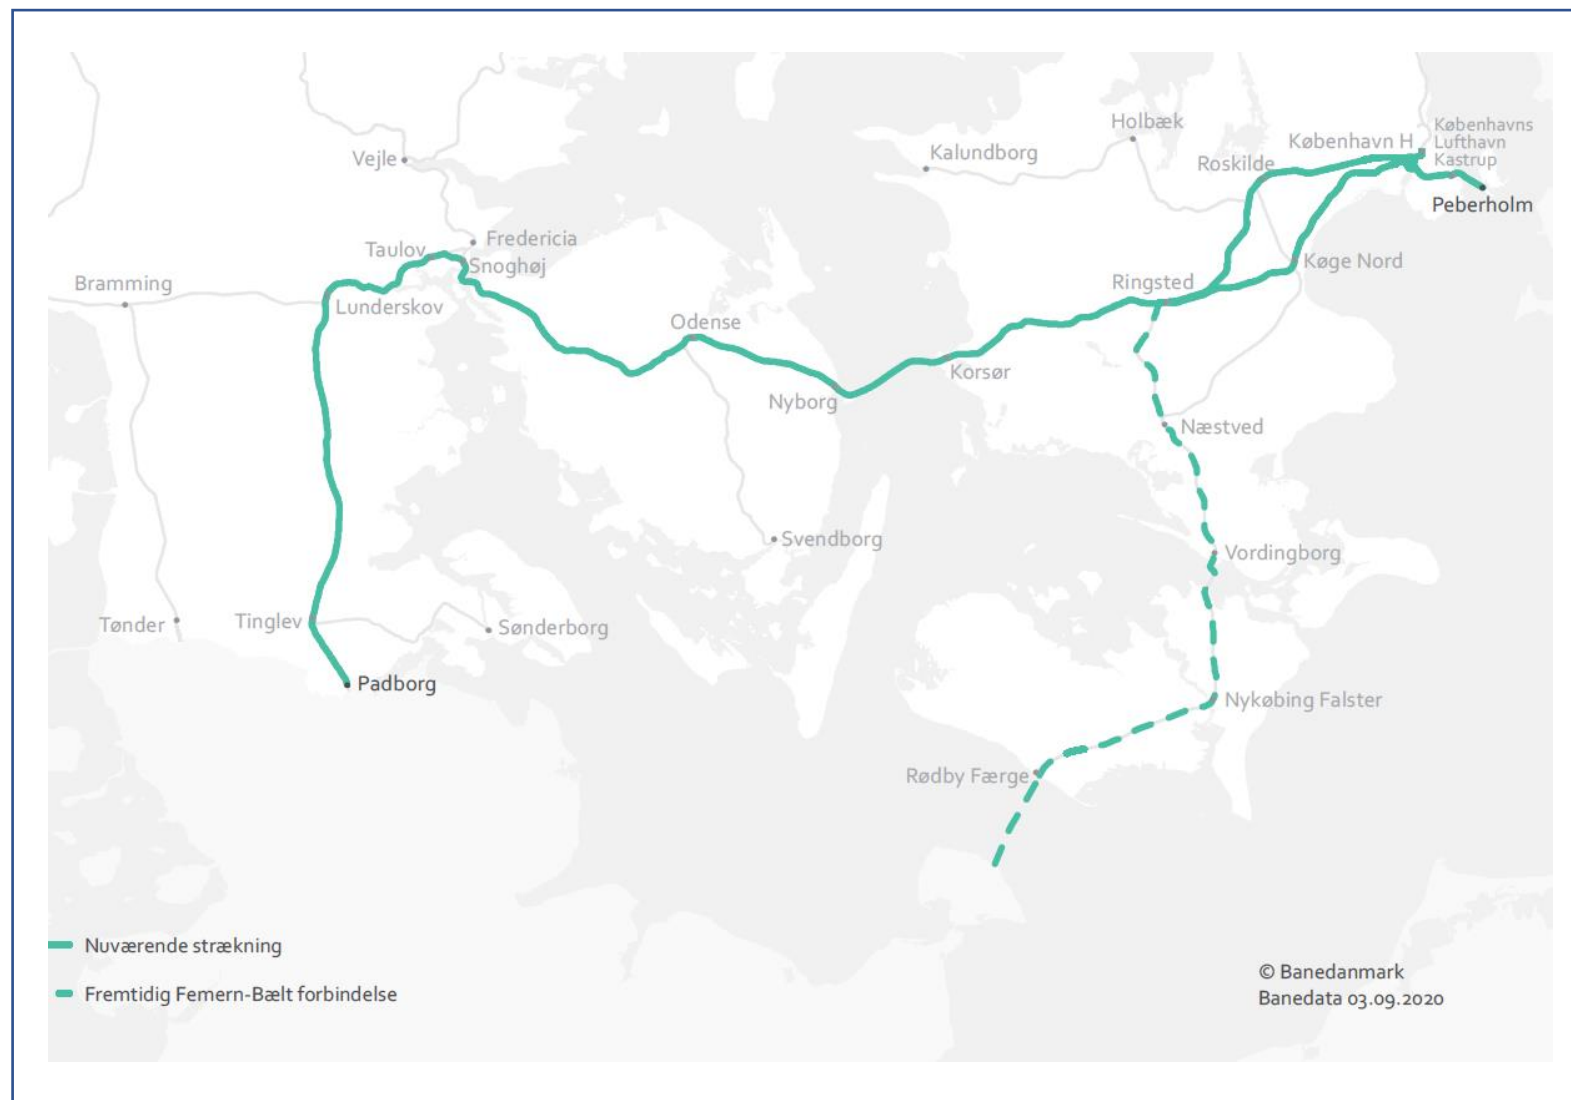 Holbæk
Københavns
Lufthavn
Kastrup
København H
Kalundborg
Vejle
Roskilde
Peberholm
Fredericia
Taulov
Snoghøj
Køge Nord
Bramming
Ringsted
Lunderskov
Odense
Korsør
Nyborg
Næstved
Svendborg
Vordingborg
Tønder
Tinglev
Sønderborg
Padborg
Nykøbing Falster
Rødby Færge
Nuværende strækning
Fremtidig Femern-Bælt forbindelse
© Banedanmark
Banedata 03.09.2020